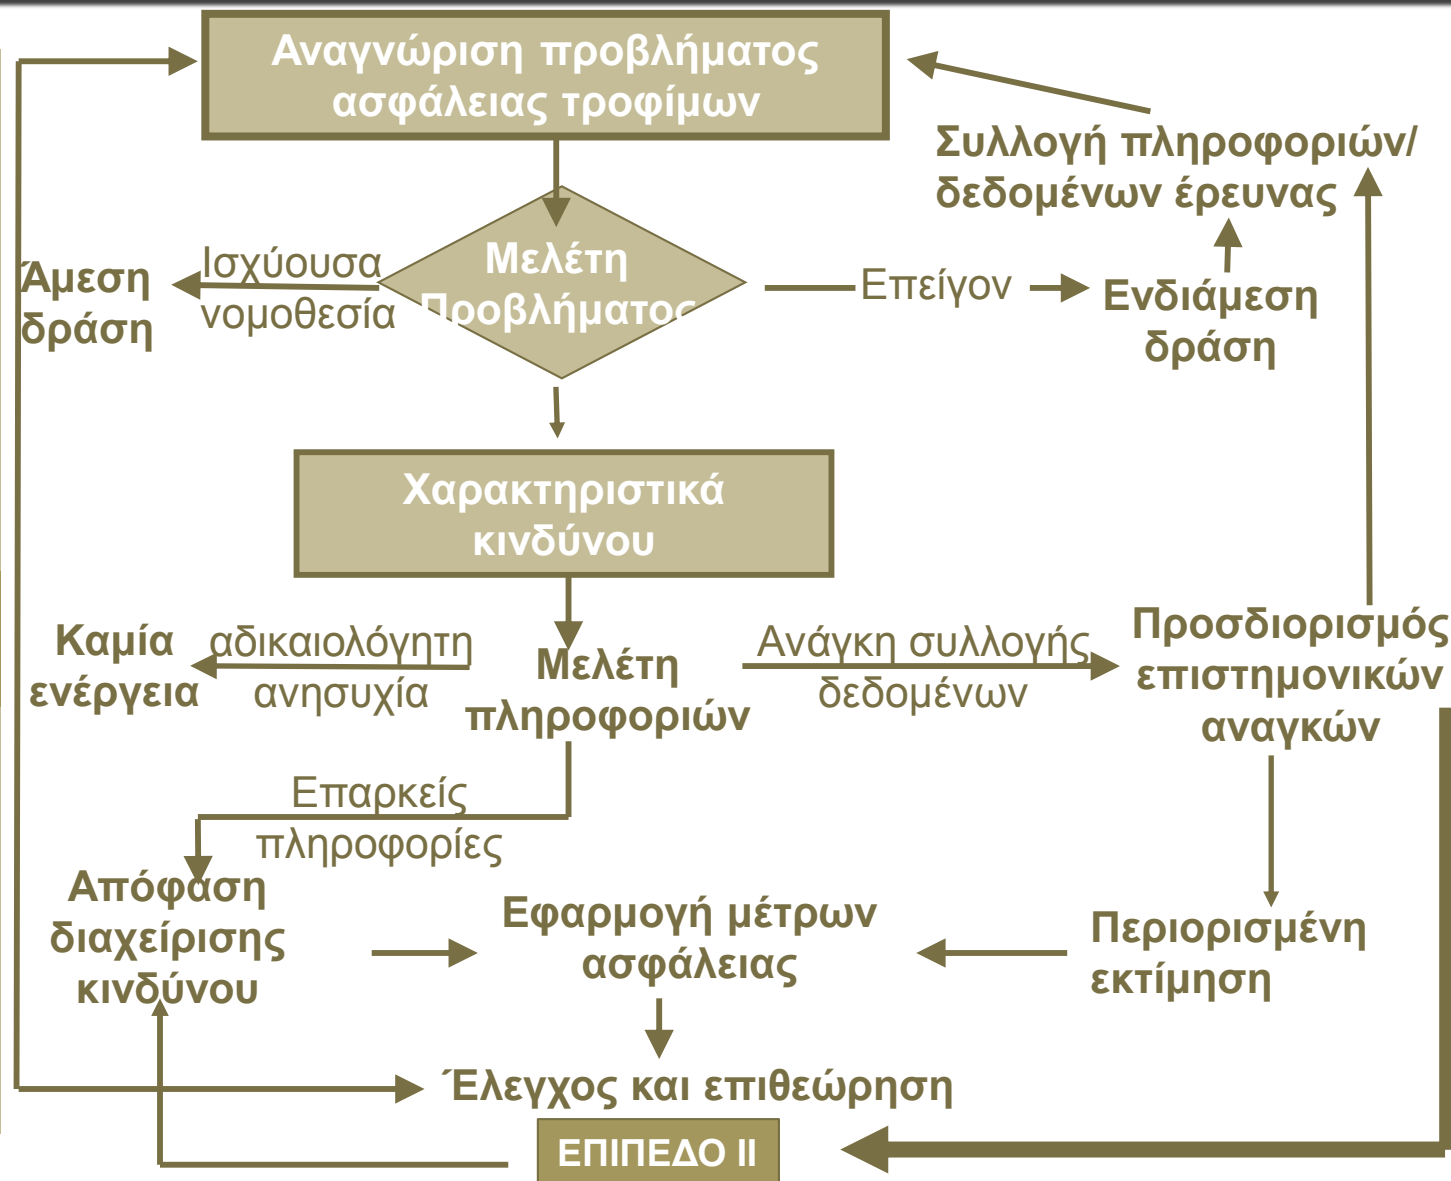 Αναγνώριση προβλήματος
ασφάλειας τροφίμων
Συλλογή πληροφοριών/
δεδομένων έρευνας
Άμεση
δράση
Ισχύουσα
νομοθεσία
Μελέτη
Προβλήματος
Επείγον
Ενδιάμεση
δράση
Χαρακτηριστικά
κινδύνου
Καμία
ενέργεια
αδικαιολόγητη
ανησυχία
Μελέτη
πληροφοριών
Ανάγκη συλλογής
δεδομένων
Προσδιορισμός
επιστημονικών
αναγκών
Επαρκείς
πληροφορίες
Απόφαση
διαχείρισης
κινδύνου
Εφαρμογή μέτρων
ασφάλειας
Περιορισμένη
εκτίμηση
Έλεγχος και επιθεώρηση
ΕΠΙΠΕΔΟ ΙΙ